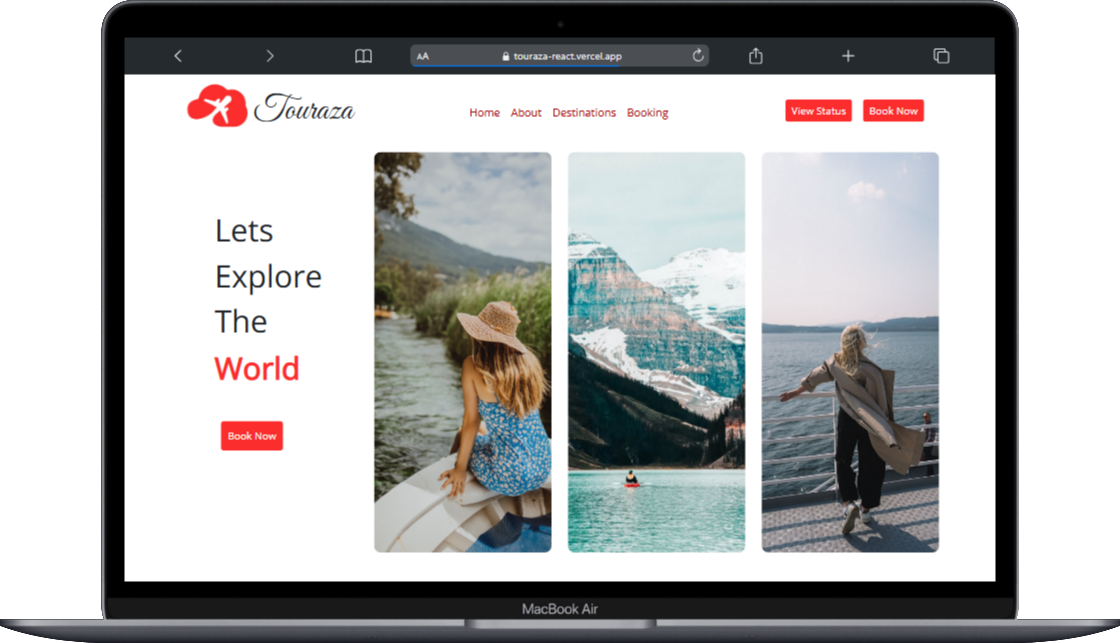 AA touraza-react.vercel.app
Touraza
Home About Destinations Booking
View Status Book Now
Lets
Explore
The
World
Book Now
MacBook Air